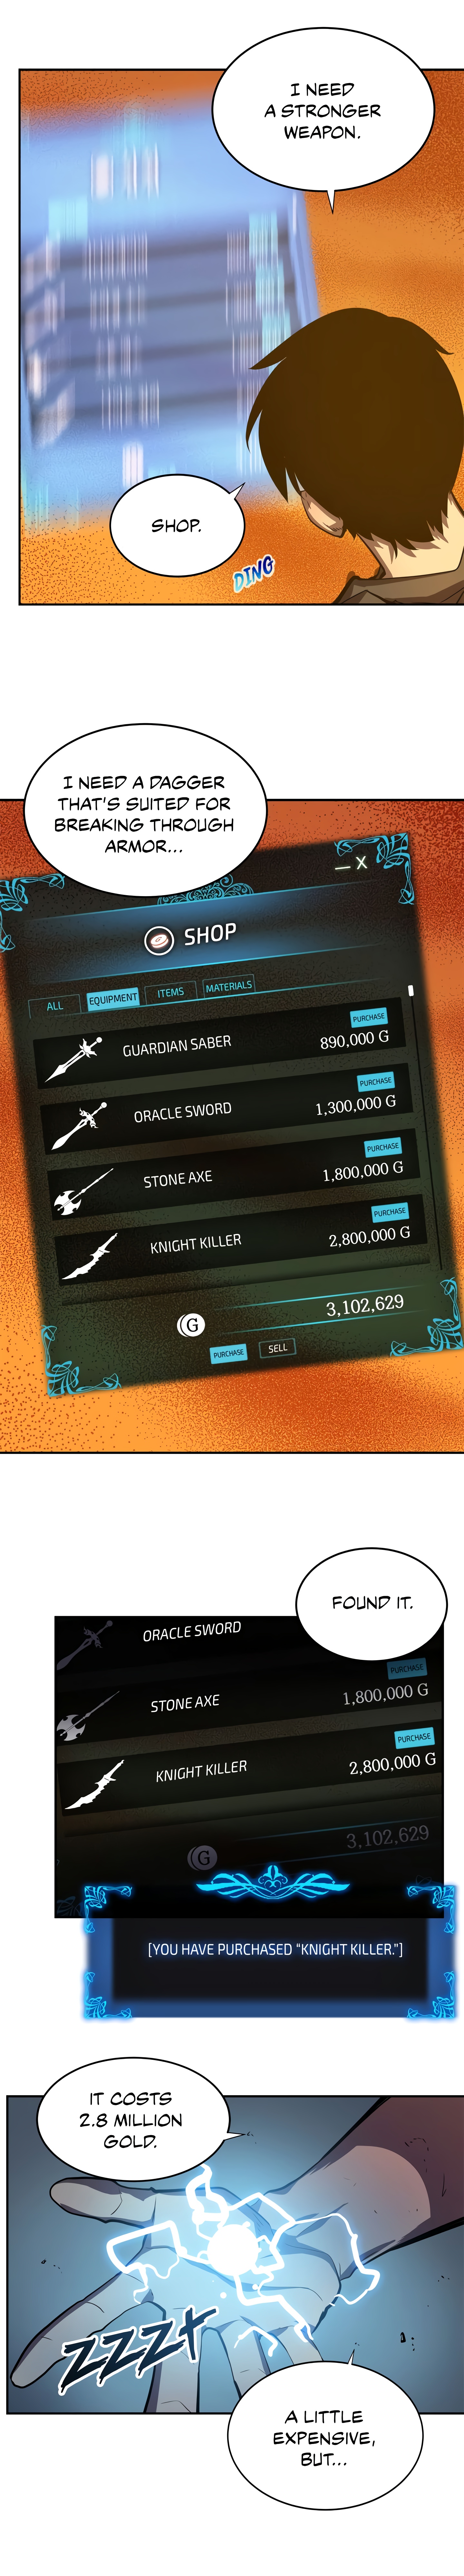 I NEED
A STRONGER
WEAPON.
SHOP.
DING
I NEED A DAGGER
THAT'S SUITED FOR
BREAKING THROUGH
ARMOR...
— X
SHOP
ALL
EQUIPMENT
ITEMS
MATERIALS
PURCHASE
GUARDIAN SABER
890,000 G
PURCHASE
ORACLE SWORD
1,300,000 G
PURCHASE
STONE AXE
1,800,000 G
PURCHASE
KNIGHT KILLER
2,800,000 G
G
3,102,629
PURCHASE
SELL
FOUND IT.
ORACLE SWORD
PURCHASE
STONE AXE
1,800,000 G
PURCHASE
KNIGHT KILLER
2,800,000 G
G
3,102,629
[YOU HAVE PURCHASED "KNIGHT KILLER."]
IT COSTS
2.8 MILLION
GOLD.
ZZZT
A LITTLE
EXPENSIVE,
BUT...